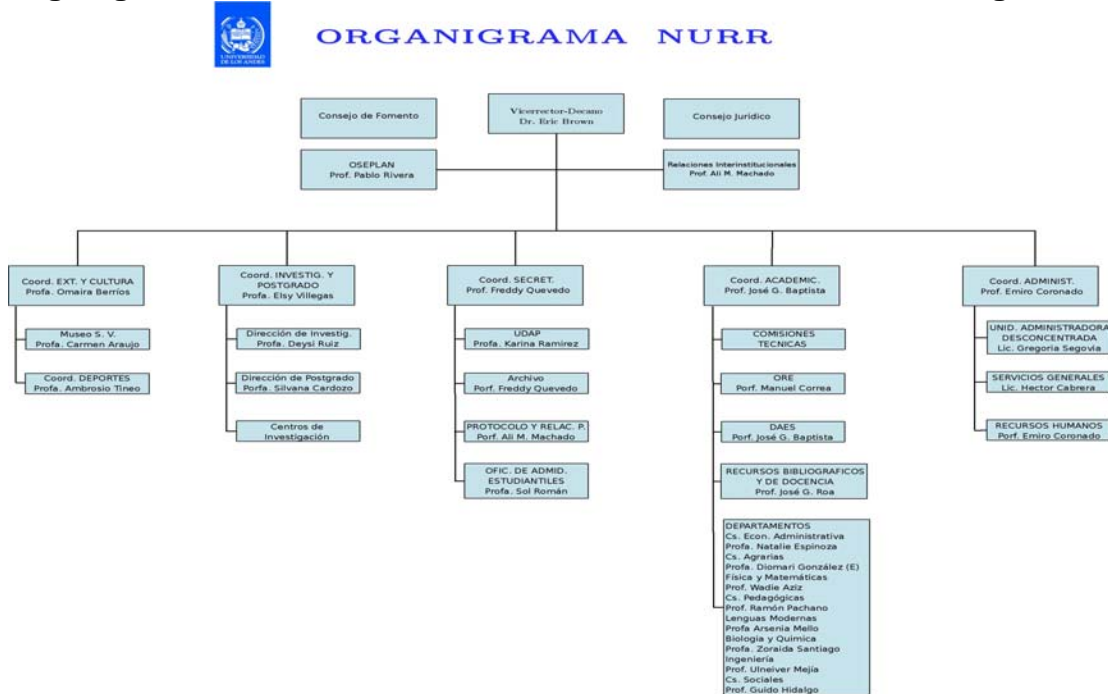 UNIVERSIDAD
DE LOS ANDES
ORGANIGRAMA NURR
Consejo de Fomento
Vicerrector-Decano
Dr. Eric Brown
Consejo Juridico
OSEPLAN
Prof. Pablo Rivera
Relaciones Interinstitucionales
Prof. Ali M. Machado
Coord. EXT. Y CULTURA
Profa. Omaira Berríos
Museo S. V.
Profa. Carmen Araujo
Coord. DEPORTES
Profa. Ambrosio Tineo
Coord. INVESTIG. Y
POSTGRADO
Profa. Elsy Villegas
Dirección de Investig.
Profa. Deysi Ruiz
Dirección de Postgrado
Porfa. Silvana Cardozo
Centros de
Investigación
Coord. SECRET.
Prof. Freddy Quevedo
UDAP
Profa. Karina Ramirez
Archivo
Porf. Freddy Quevedo
PROTOCOLO Y RELAC. P.
Porf. Ali M. Machado
OFIC. DE ADMID.
ESTUDIANTILES
Profa. Sol Román
Coord. ACADEMIC.
Prof. José G. Baptista
COMISIONES
TECNICAS
ORE
Porf. Manuel Correa
DAES
Porf. José G. Baptista
RECURSOS BIBLIOGRAFICOS
Y DE DOCENCIA
Prof. José G. Roa
DEPARTAMENTOS
Cs. Econ. Administrativa
Profa. Natalie Espinoza
Cs. Agrarias
Profa. Diomari González (E)
Física y Matemáticas
Prof. Wadie Aziz
Cs. Pedagógicas
Prof. Ramón Pachano
Lenguas Modernas
Profa Arsenia Mello
Biologia y Quimica
Profa. Zoraida Santiago
Ingeniería
Prof. Ulneiver Mejía
Cs. Sociales
Prof. Guido Hidalgo
Coord. ADMINIST.
Prof. Emiro Coronado
UNID. ADMINISTRADORA
DESCONCENTRADA
Lic. Gregoria Segovia
SERVICIOS GENERALES
Lic. Hector Cabrera
RECURSOS HUMANOS
Porf. Emiro Coronado